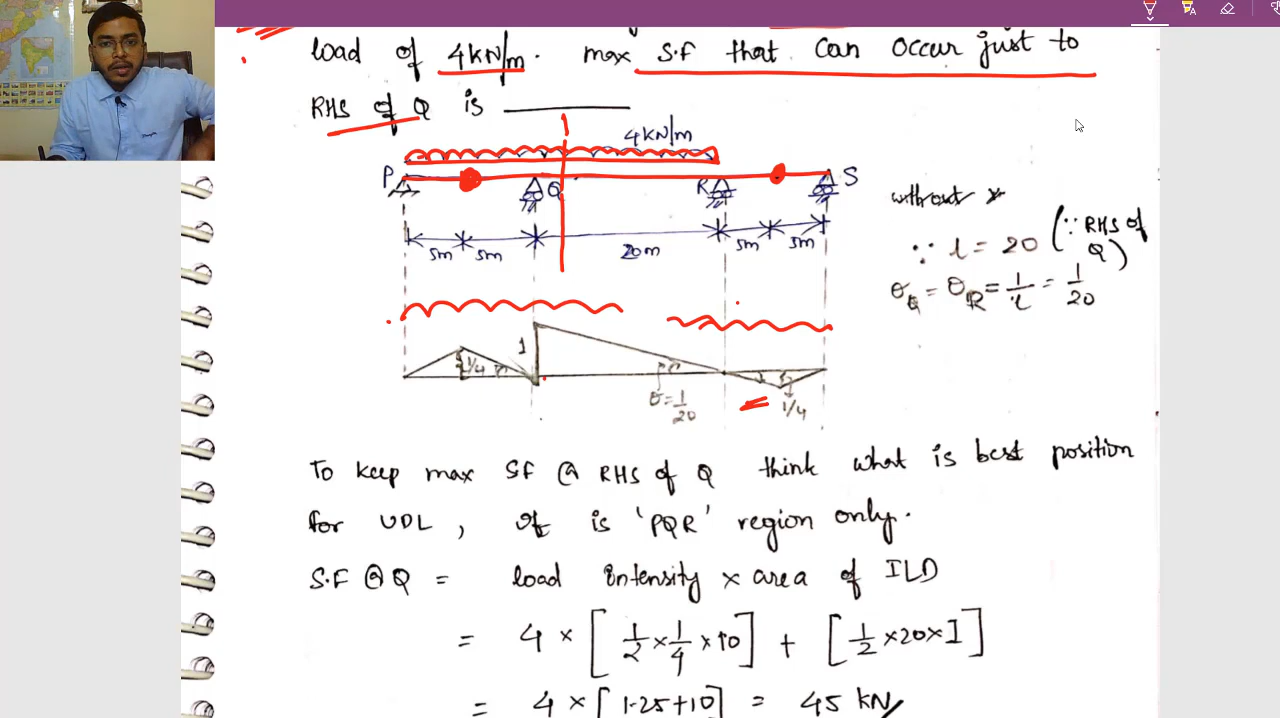 load of 4kN/m. max S.f that can occur just to
RHS of Q is
4kN/m
P Q R S
5m 5m 20m 5m 5m
without
∵ l = 20 (∵ RHS of Q)
θQ = θR = 1/l = 1/20
1 1/4 θ = 1/20 1/4
To keep max SF @ RHS of Q think what is best position
for UDL, of is 'PQR' region only.
S.F @ Q = load intensity x area of ILD
= 4 x [1/2 x 1/4 x 10] + [1/2 x 20 x 1]
= 4 x [1.25+10] = 45 KN